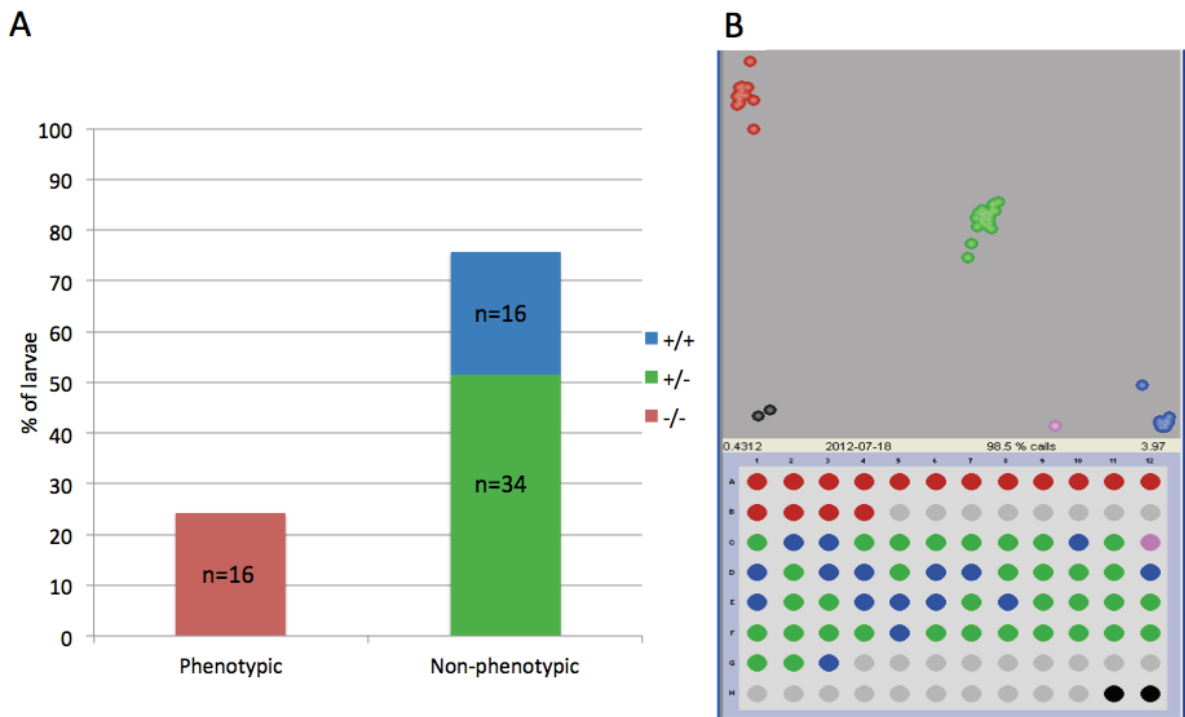 A
% of larvae
100
90
80
70
60
50
40
30
20
10
0
n=16
n=16
n=34
Phenotypic
Non-phenotypic
+/+
+/-
-/-
B
0.4312 2012-07-18 98.5 % calls 3.97
1 2 3 4 5 6 7 8 9 10 11 12
A
B
C
D
E
F
G
H